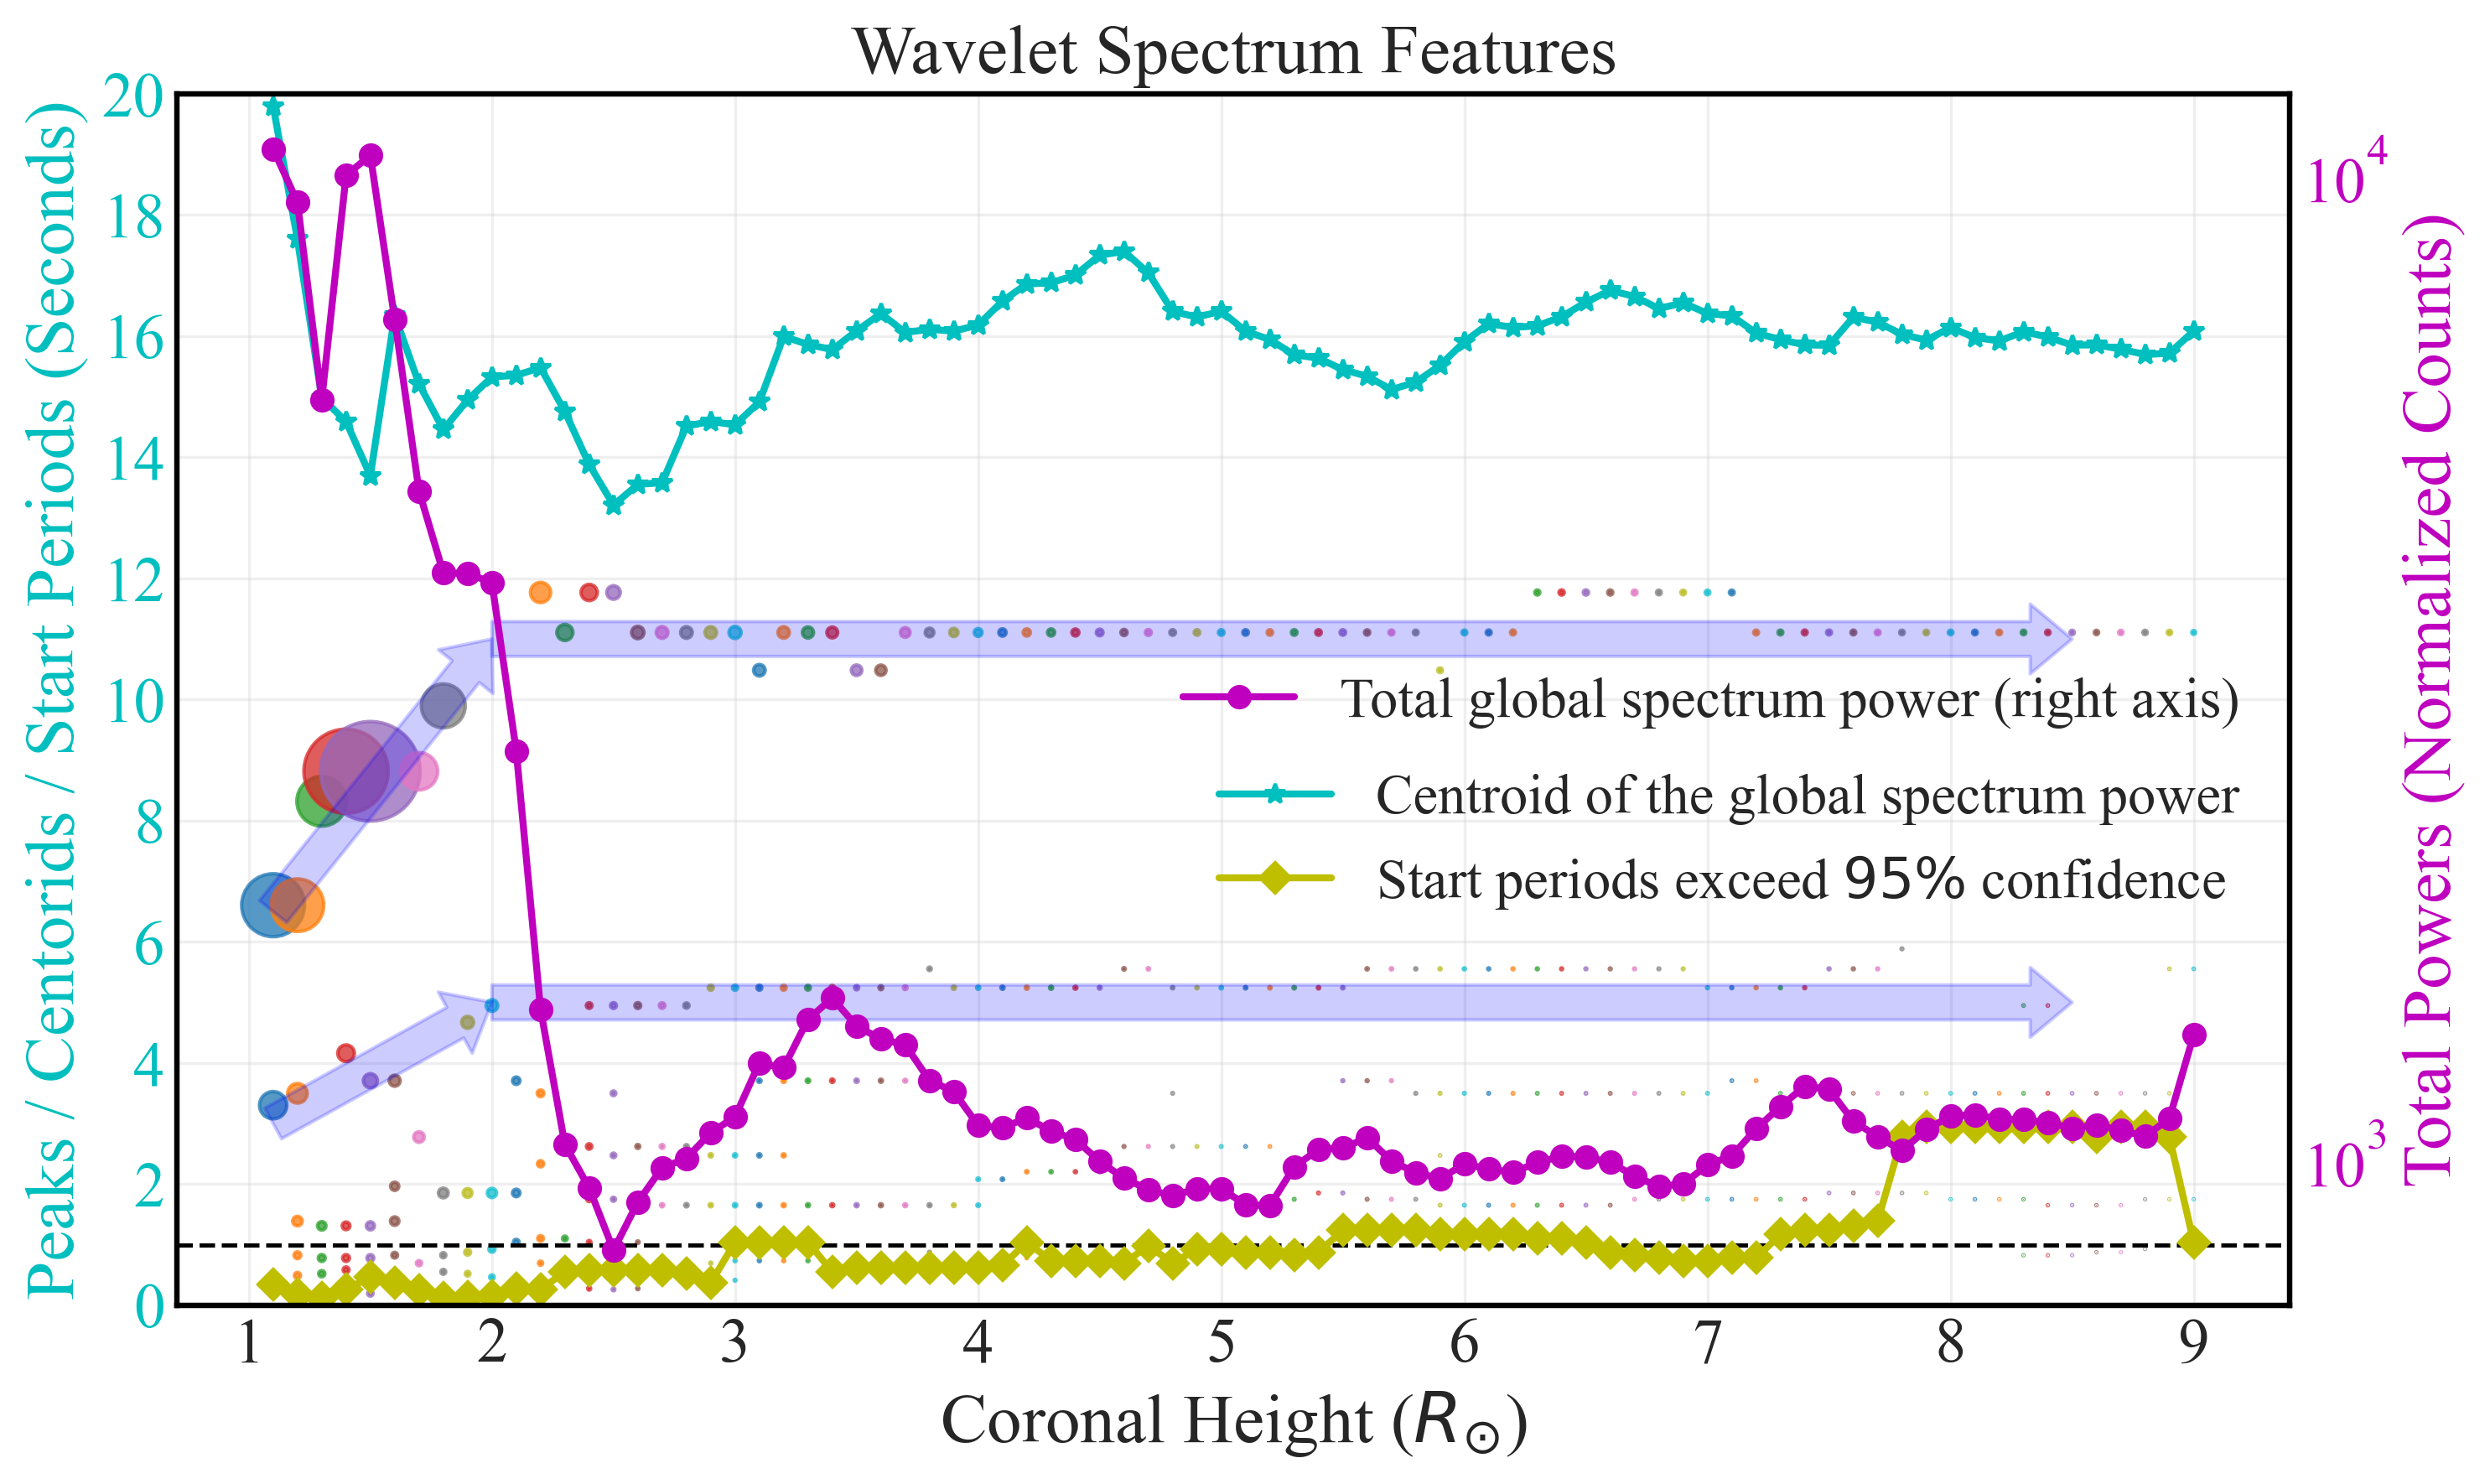 Wavelet Spectrum Features
Peaks / Centorids / Start Periods (Seconds)
20
18
16
14
12
10
8
6
4
2
0
Total global spectrum power (right axis)
Centroid of the global spectrum power
Start periods exceed 95% confidence
10^4
10^3
Total Powers (Normalized Counts)
1 2 3 4 5 6 7 8 9
Coronal Height (R_⊙)